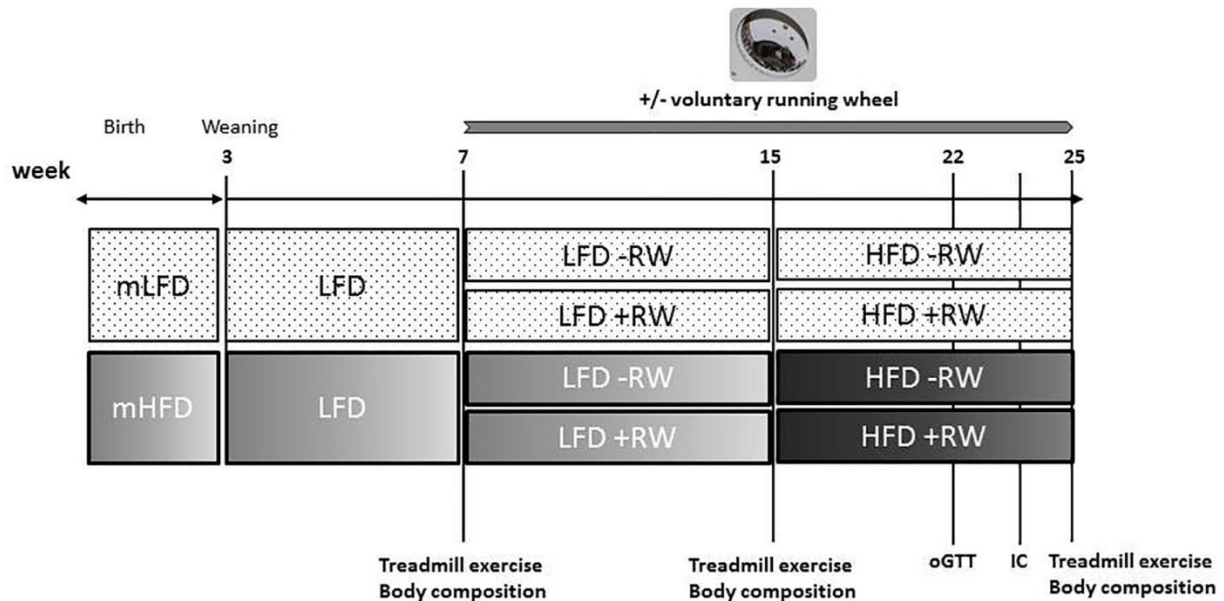 +/- voluntary running wheel
Birth Weaning
3 7 15 22 25
week
mLFD LFD LFD -RW HFD -RW
LFD +RW HFD +RW
mHFD LFD LFD -RW HFD -RW
LFD +RW HFD +RW
Treadmill exercise Treadmill exercise oGTT IC Treadmill exercise
Body composition Body composition Body composition